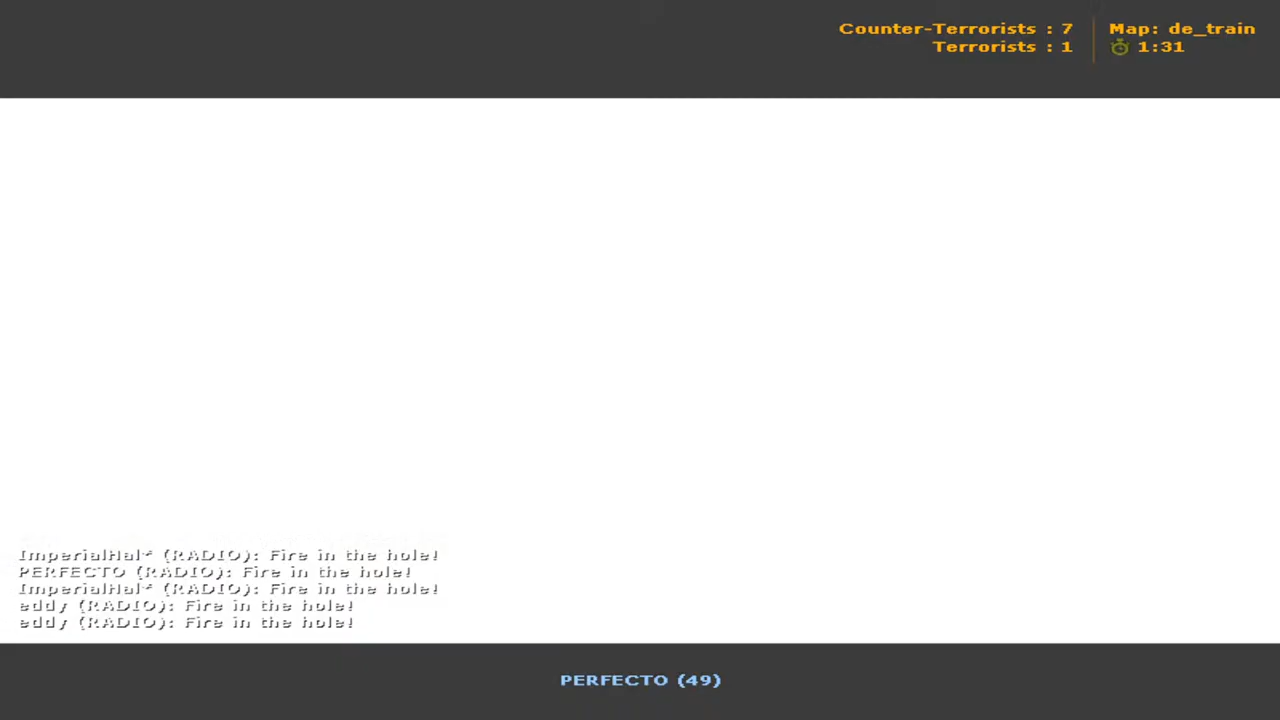 Counter-Terrorists : 7
Terrorists : 1
Map: de_train
1:31
ImperialHal* (RADIO): Fire in the hole!
PERFECTO (RADIO): Fire in the hole!
ImperialHal* (RADIO): Fire in the hole!
eddy (RADIO): Fire in the hole!
eddy (RADIO): Fire in the hole!
PERFECTO (49)